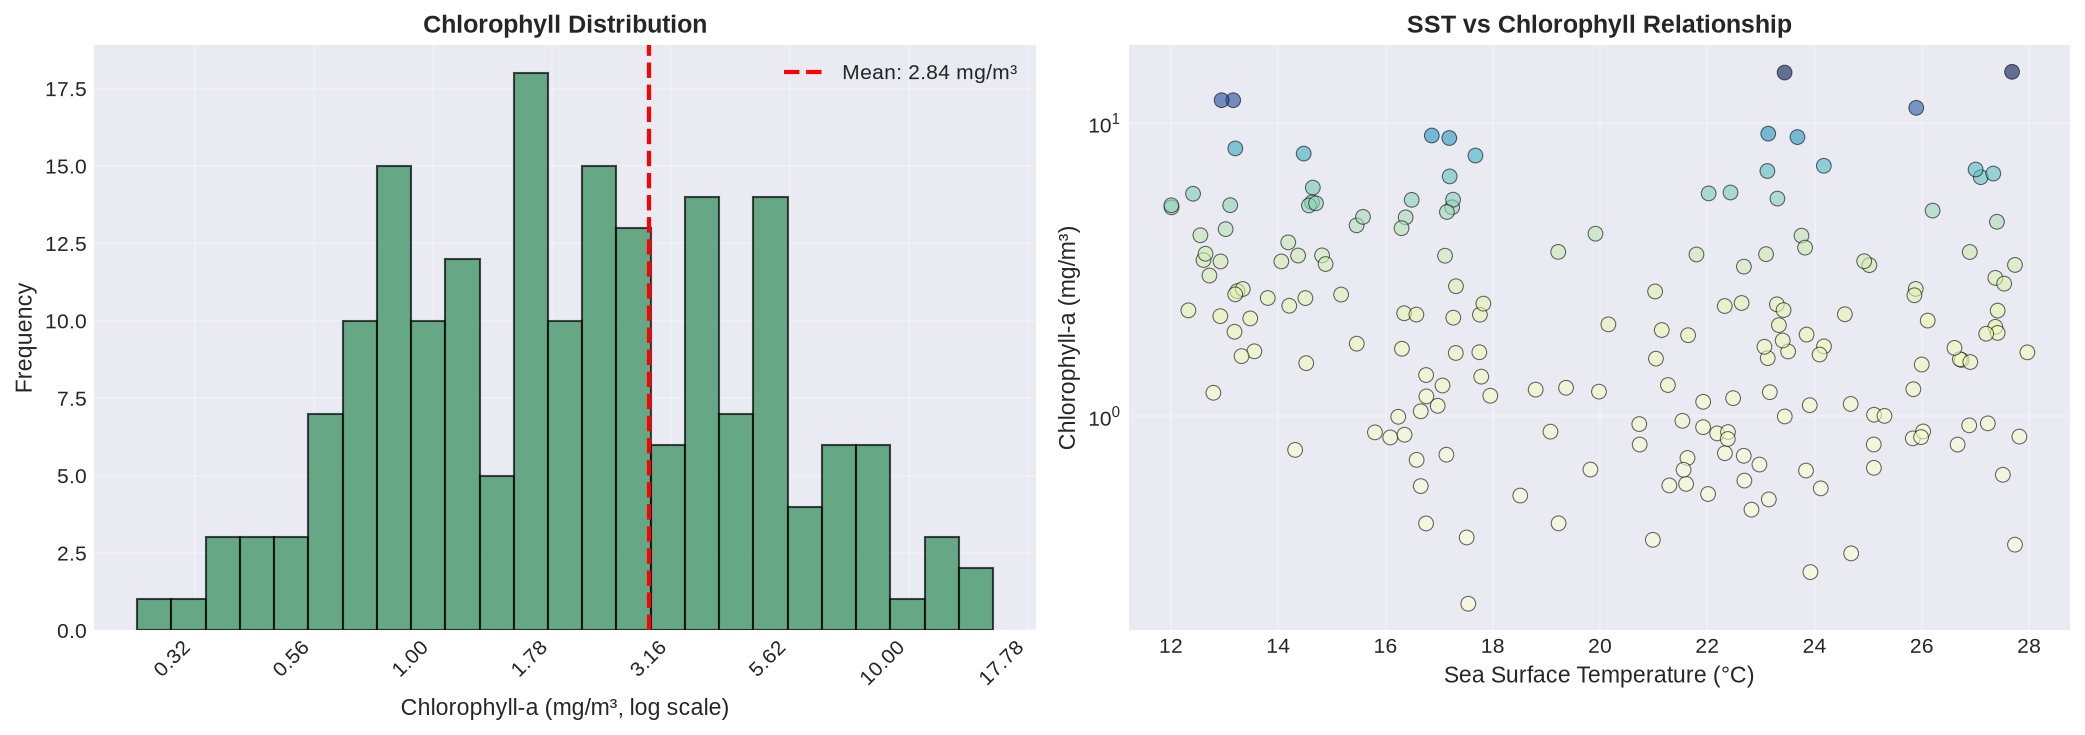 Chlorophyll Distribution
Mean: 2.84 mg/m³
Frequency
17.5
15.0
12.5
10.0
7.5
5.0
2.5
0.0
0.32
0.56
1.00
1.78
3.16
5.62
10.00
17.78
Chlorophyll-a (mg/m³, log scale)
SST vs Chlorophyll Relationship
Chlorophyll-a (mg/m³)
10¹
10⁰
12 14 16 18 20 22 24 26 28
Sea Surface Temperature (°C)